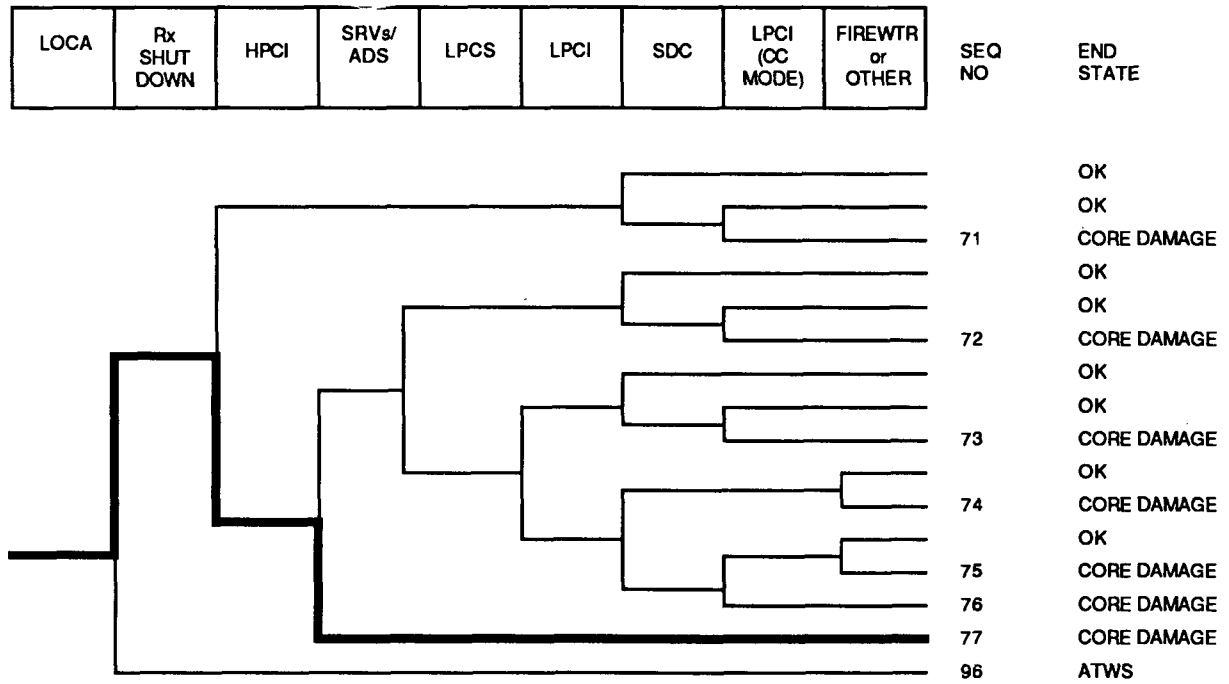 LOCA
Rx
SHUT
DOWN
HPCI
SRVs/
ADS
LPCS
LPCI
SDC
LPCI
(CC
MODE)
FIREWTR
or
OTHER
SEQ
NO
END
STATE
OK
OK
71 CORE DAMAGE
OK
OK
72 CORE DAMAGE
OK
OK
73 CORE DAMAGE
OK
74 CORE DAMAGE
OK
75 CORE DAMAGE
76 CORE DAMAGE
77 CORE DAMAGE
96 ATWS